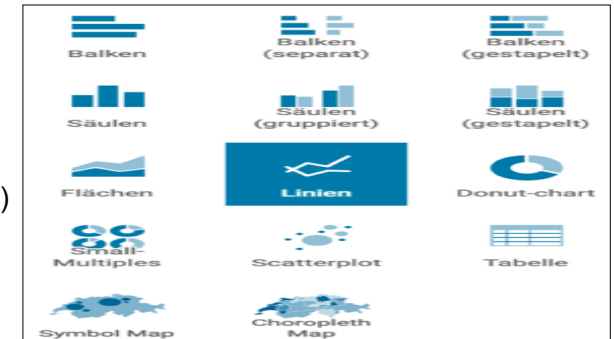 Balken
Balken
(separat)
Balken
(gestapelt)
Säulen
Säulen
(gruppiert)
Säulen
(gestapelt)
)
Flächen
Linien
Donut-chart
Small-
Multiples
Scatterplot
Tabelle
Symbol Map
Choropleth
Map